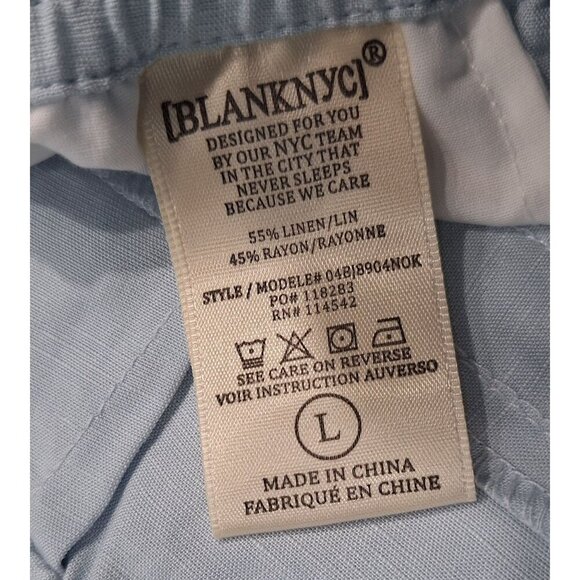 [BLANKNYC]®
DESIGNED FOR YOU
BY OUR NYC TEAM
IN THE CITY THAT
NEVER SLEEPS
BECAUSE WE CARE
55% LINEN/LIN
45% RAYON/RAYONNE
STYLE / MODELE# 04BJ8904NOK
PO# 118283
RN# 114542
SEE CARE ON REVERSE
VOIR INSTRUCTION AUVERSO
L
MADE IN CHINA
FABRIQUÉ EN CHINE